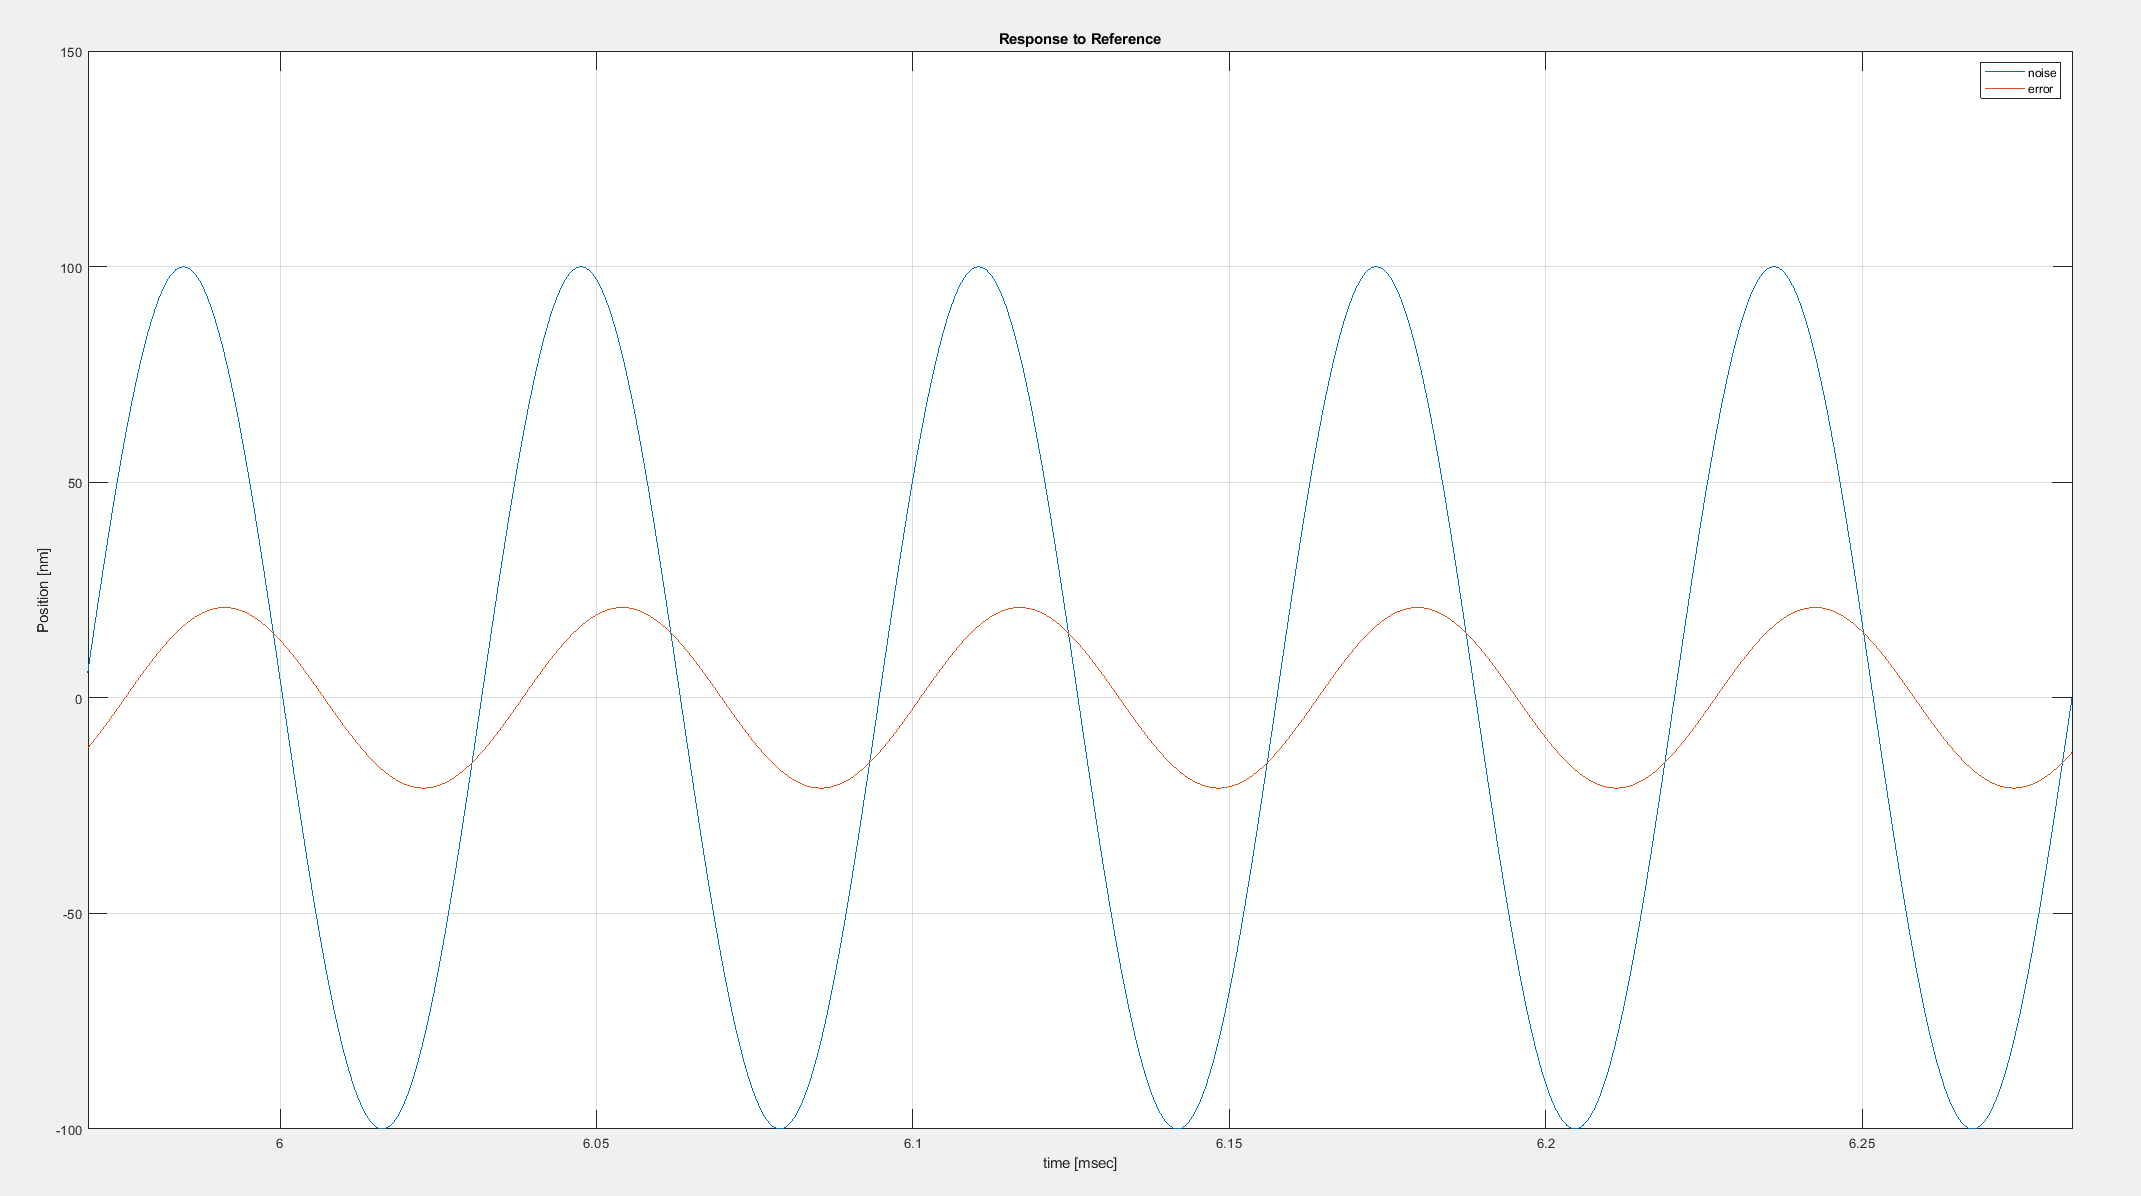 Response to Reference
noise
error
150
100
50
0
-50
-100
Position [nm]
6
6.05
6.1
6.15
6.2
6.25
time [msec]